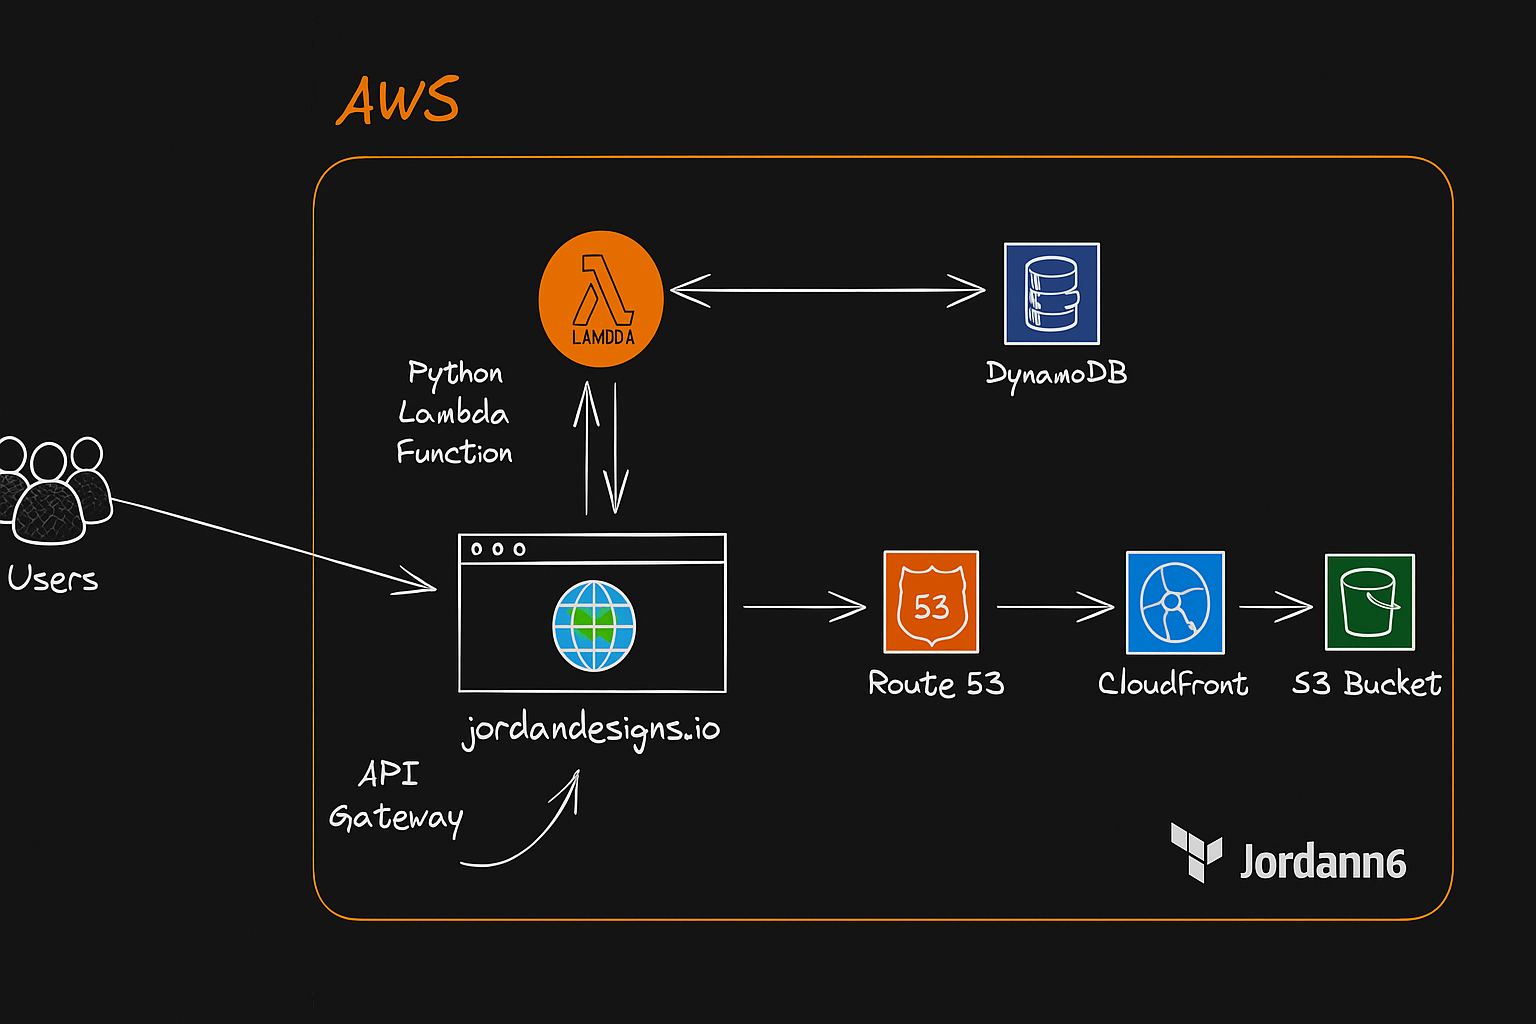 AWS
LAMDDA
Python
Lambda
Function
DynamoDB
Users
53
Route 53
CloudFront
S3 Bucket
jordandesigns.io
API
Gateway
Jordann6